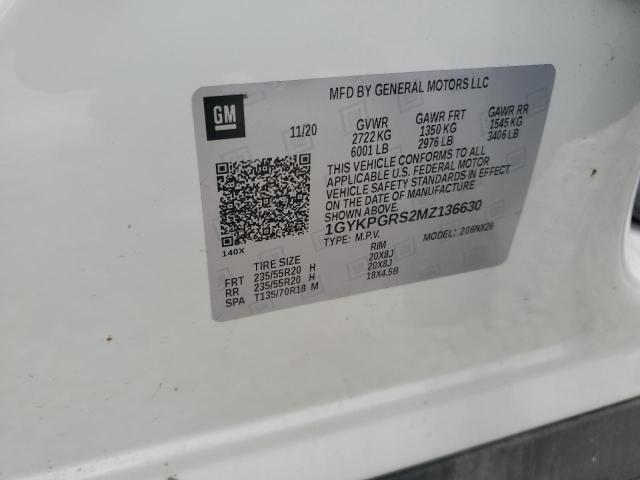 MFD BY GENERAL MOTORS LLC
GM
11/20 GVWR GAWR FRT GAWR RR
2722 KG 1350 KG 1545 KG
6001 LB 2976 LB 3406 LB
THIS VEHICLE CONFORMS TO ALL
APPLICABLE U.S. FEDERAL MOTOR
VEHICLE SAFETY STANDARDS IN EFFECT
ON THE DATE OF MANUFACTURE
SHOWN ABOVE.
1GYKPGRS2MZ136630
TYPE: M.P.V. MODEL: 206NX26
140X
TIRE SIZE RIM
FRT 235/55R20 H 20X8J
RR 235/55R20 H 20X8J
SPA T135/70R18 M 18X4.5B